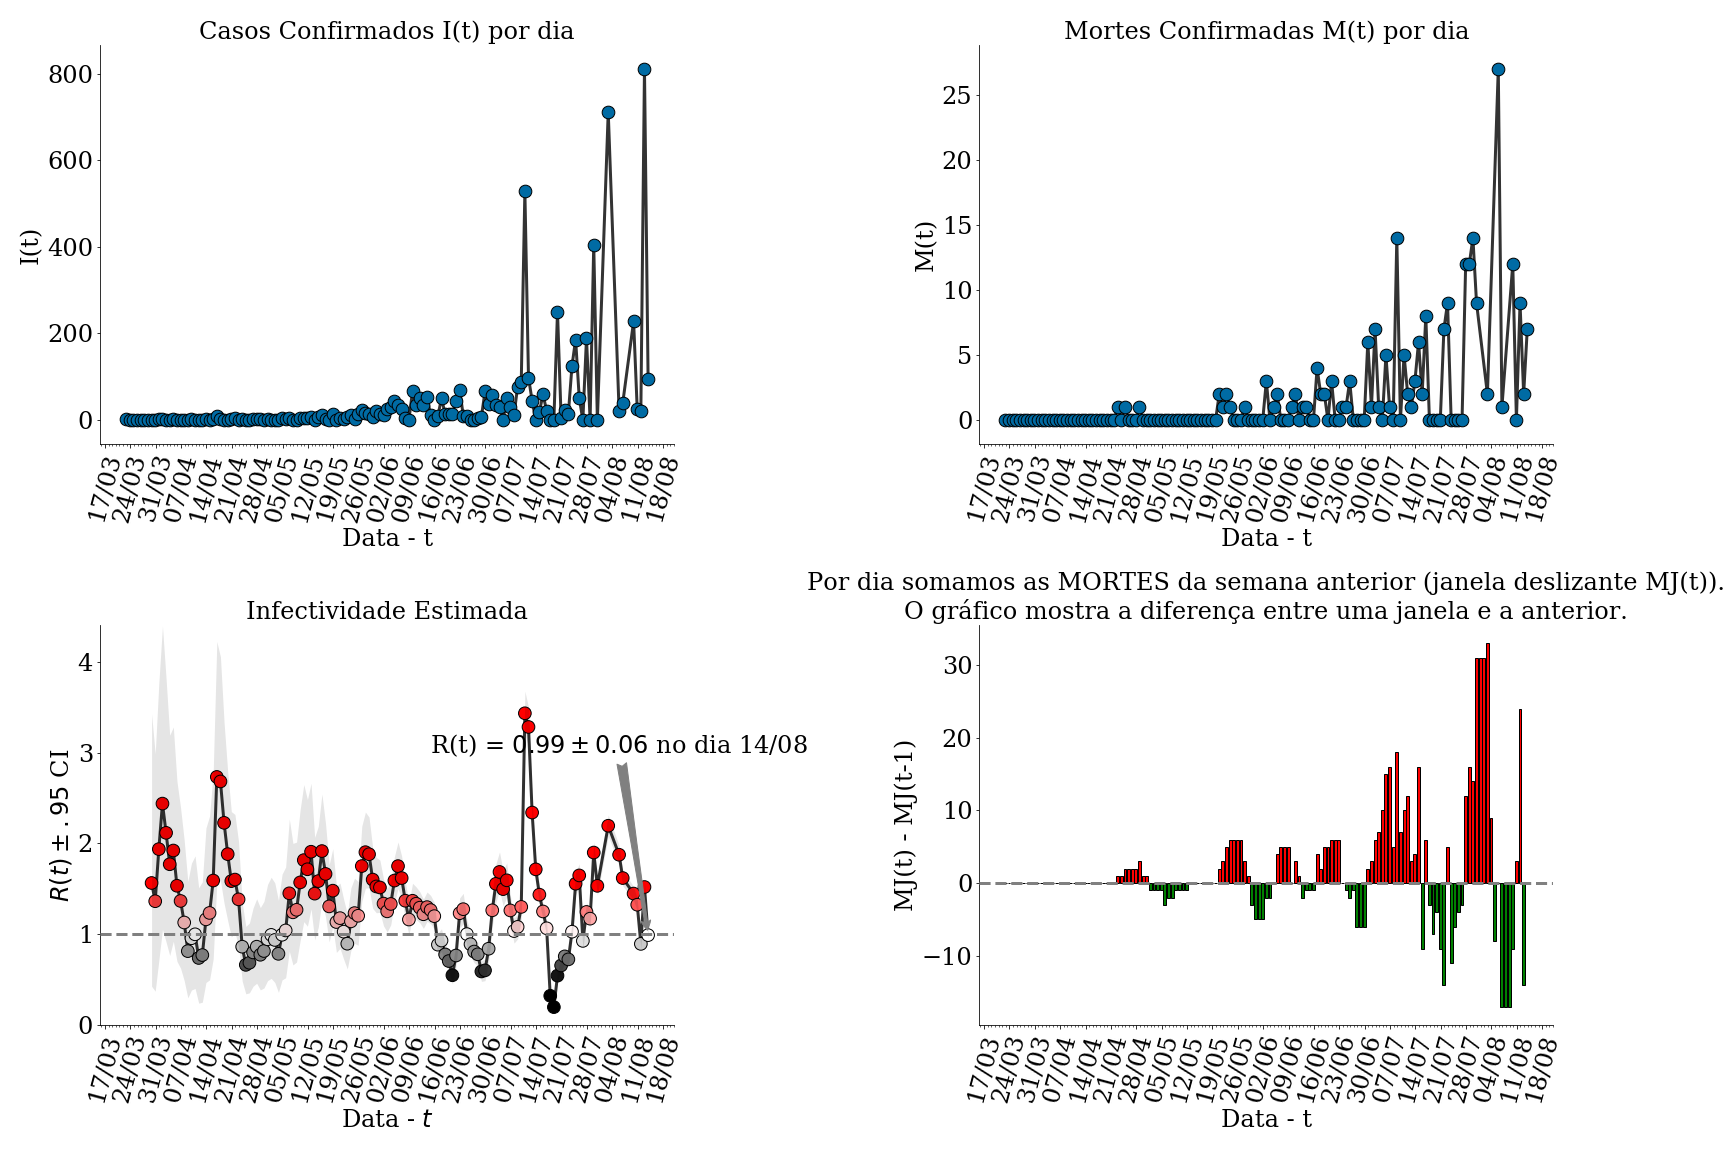 Casos Confirmados I(t) por dia
I(t)
800
600
400
200
0
17/03 24/03 31/03 07/04 14/04 21/04 28/04 05/05 12/05 19/05 26/05 02/06 09/06 16/06 23/06 30/06 07/07 14/07 21/07 28/07 04/08 11/08 18/08
Data - t
Mortes Confirmadas M(t) por dia
M(t)
25
20
15
10
5
0
17/03 24/03 31/03 07/04 14/04 21/04 28/04 05/05 12/05 19/05 26/05 02/06 09/06 16/06 23/06 30/06 07/07 14/07 21/07 28/07 04/08 11/08 18/08
Data - t
Infectividade Estimada
R(t) ± .95 CI
4
3
2
1
0
R(t) = 0.99 ± 0.06 no dia 14/08
17/03 24/03 31/03 07/04 14/04 21/04 28/04 05/05 12/05 19/05 26/05 02/06 09/06 16/06 23/06 30/06 07/07 14/07 21/07 28/07 04/08 11/08 18/08
Data - t
Por dia somamos as MORTES da semana anterior (janela deslizante MJ(t)).
O gráfico mostra a diferença entre uma janela e a anterior.
MJ(t) - MJ(t-1)
30
20
10
0
−10
17/03 24/03 31/03 07/04 14/04 21/04 28/04 05/05 12/05 19/05 26/05 02/06 09/06 16/06 23/06 30/06 07/07 14/07 21/07 28/07 04/08 11/08 18/08
Data - t